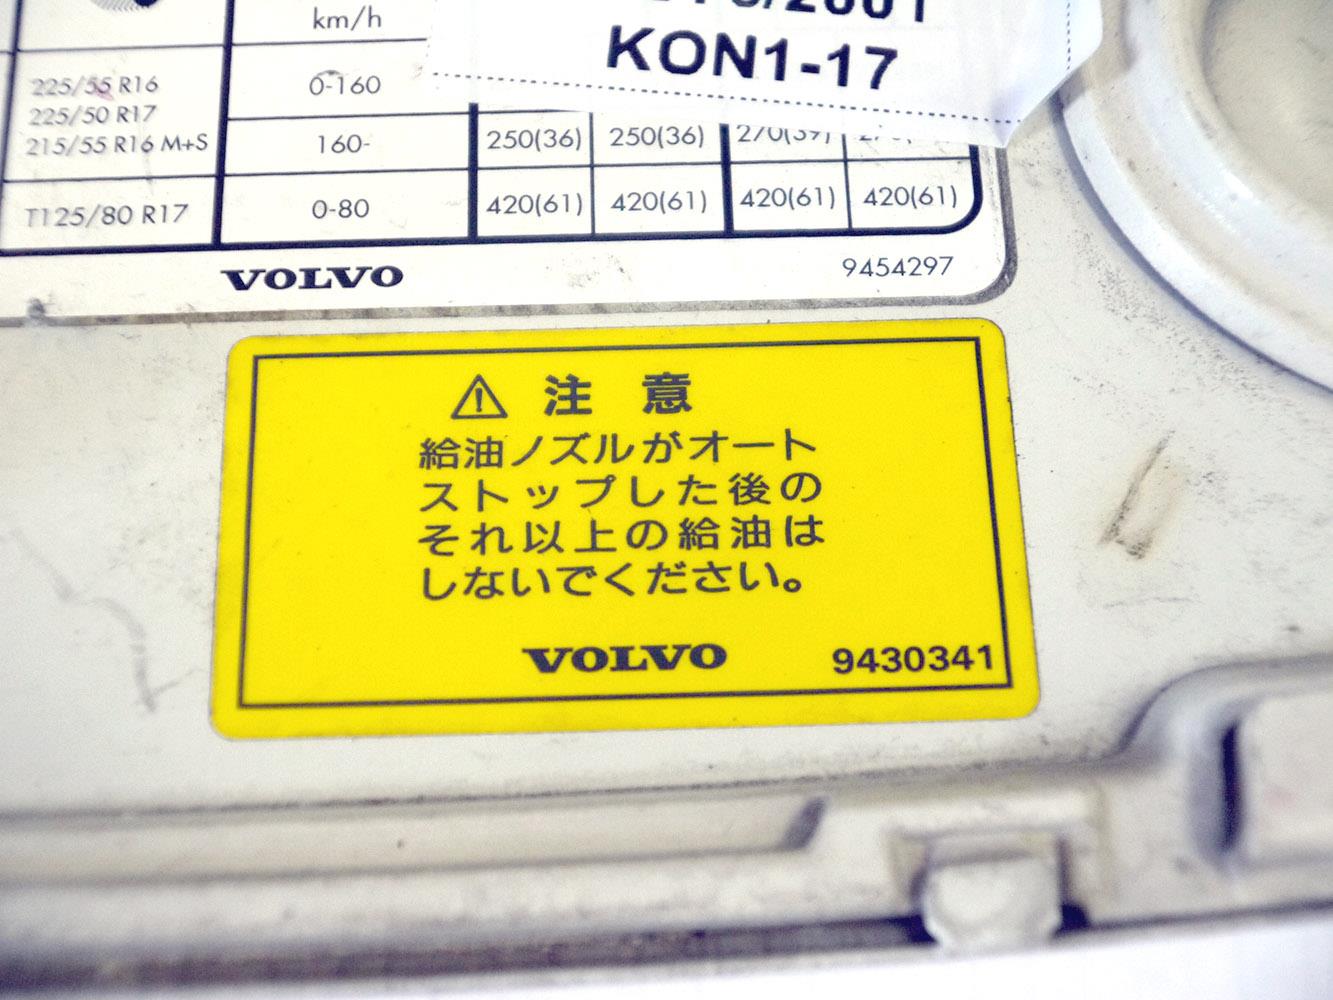 KON1-17
km/h
225/55 R16
225/50 R17
215/55 R16 M+S
0-160
160- 250(36) 250(36) 270(39)
T125/80 R17 0-80 420(61) 420(61) 420(61) 420(61)
VOLVO 9454297
⚠ 注意
給油ノズルがオート
ストップした後の
それ以上の給油は
しないでください。
VOLVO 9430341